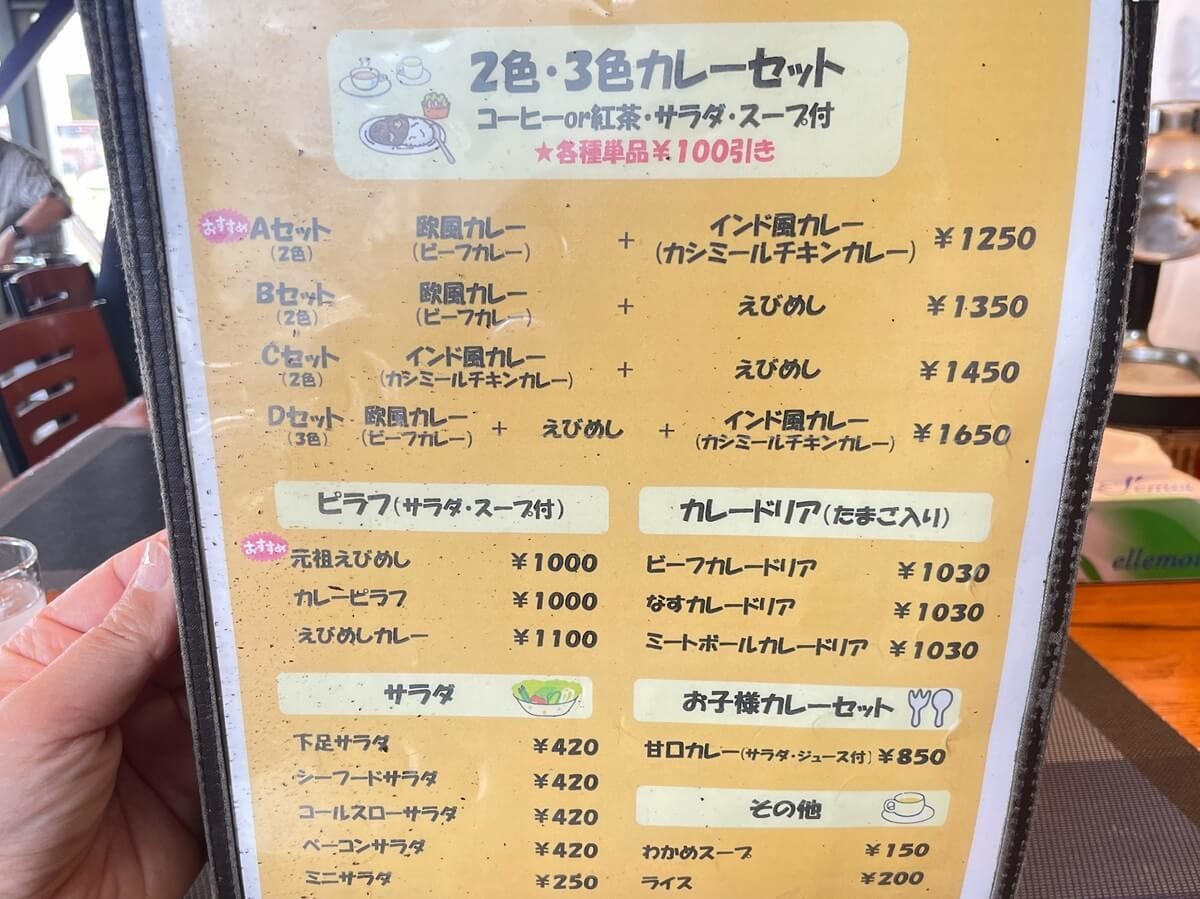 2色・3色カレーセット
コーヒーor紅茶・サラダ・スープ付
★各種単品¥100引き
おすすめ Aセット (2色) 欧風カレー (ビーフカレー) + インド風カレー (カシミールチキンカレー) ¥1250
Bセット (2色) 欧風カレー (ビーフカレー) + えびめし ¥1350
Cセット (2色) インド風カレー (カシミールチキンカレー) + えびめし ¥1450
Dセット (3色) 欧風カレー (ビーフカレー) + えびめし + インド風カレー (カシミールチキンカレー) ¥1650
ピラフ(サラダ・スープ付)
おすすめ 元祖えびめし ¥1000
カレーピラフ ¥1000
えびめしカレー ¥1100
カレードリア(たまご入り)
ビーフカレードリア ¥1030
なすカレードリア ¥1030
ミートボールカレードリア ¥1030
サラダ
下足サラダ ¥420
シーフードサラダ ¥420
コールスローサラダ ¥420
ベーコンサラダ ¥420
ミニサラダ ¥250
お子様カレーセット
甘口カレー(サラダ・ジュース付) ¥850
その他
わかめスープ ¥150
ライス ¥200